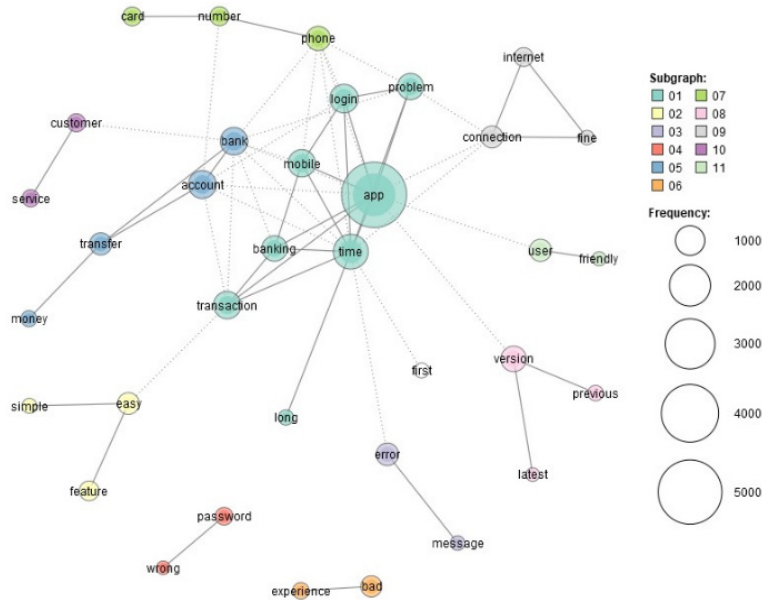 card
number
phone
internet
problem
login
customer
connection
fine
bank
mobile
account
app
service
transfer
banking
time
user
friendly
transaction
money
version
first
previous
simple
easy
long
error
latest
feature
password
message
wrong
experience
bad
Subgraph:
01 07
02 08
03 09
04 10
05 11
06
Frequency:
1000
2000
3000
4000
5000